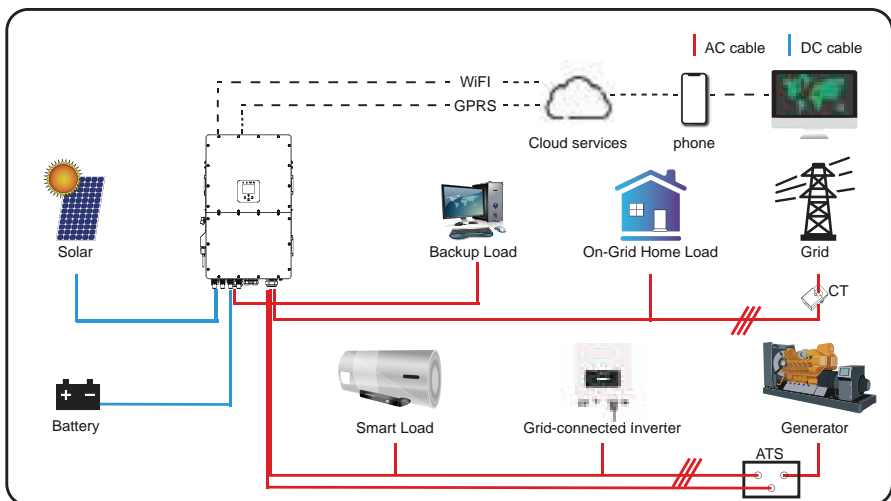 AC cable
DC cable
WiFI
GPRS
Cloud services
phone
Solar
Backup Load
On-Grid Home Load
Grid
CT
Battery
Smart Load
Grid-connected inverter
Generator
ATS